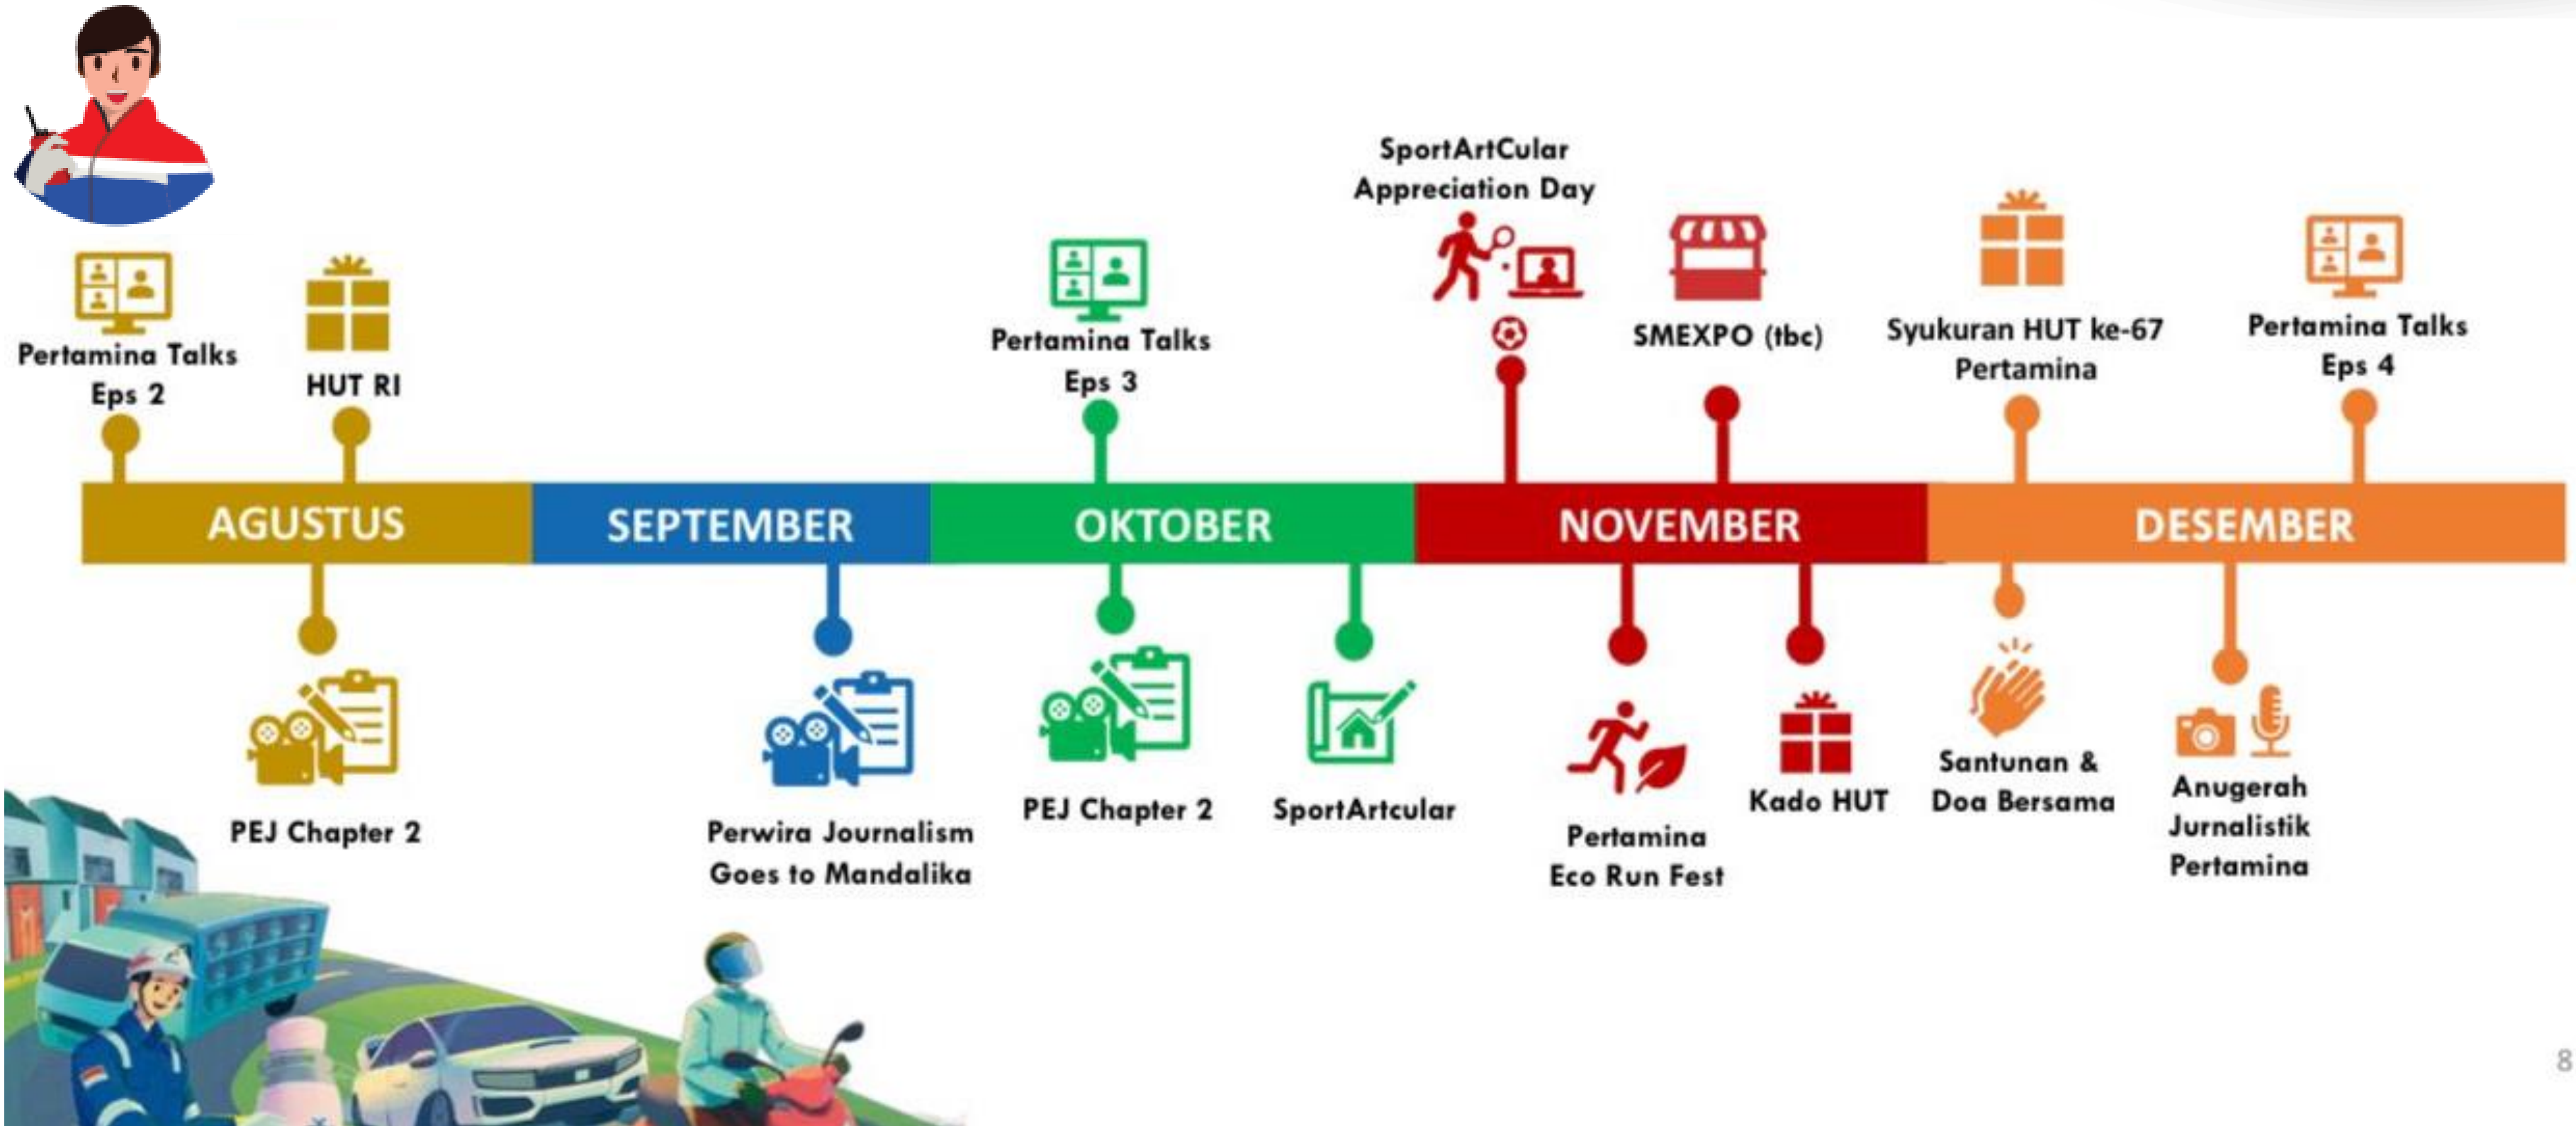 SportArtCular
Appreciation Day
Pertamina Talks
Eps 2
HUT RI
Pertamina Talks
Eps 3
SMEXPO (tbc)
Syukuran HUT ke-67
Pertamina
Pertamina Talks
Eps 4
AGUSTUS
SEPTEMBER
OKTOBER
NOVEMBER
DESEMBER
PEJ Chapter 2
Perwira Journalism
Goes to Mandalika
PEJ Chapter 2
SportArtcular
Pertamina
Eco Run Fest
Kado HUT
Santunan &
Doa Bersama
Anugerah
Jurnalistik
Pertamina
8